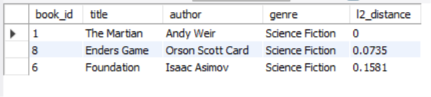 book_id title author genre l2_distance
1 The Martian Andy Weir Science Fiction 0
8 Enders Game Orson Scott Card Science Fiction 0.0735
6 Foundation Isaac Asimov Science Fiction 0.1581